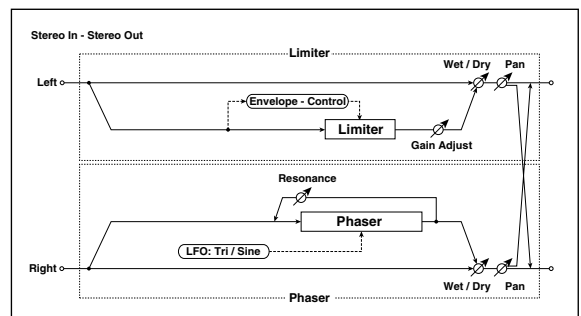 Stereo In - Stereo Out
Limiter
Wet / Dry Pan
Left
Envelope - Control
Limiter
Gain Adjust
Resonance
Phaser
LFO: Tri / Sine
Right
Wet / Dry Pan
Phaser